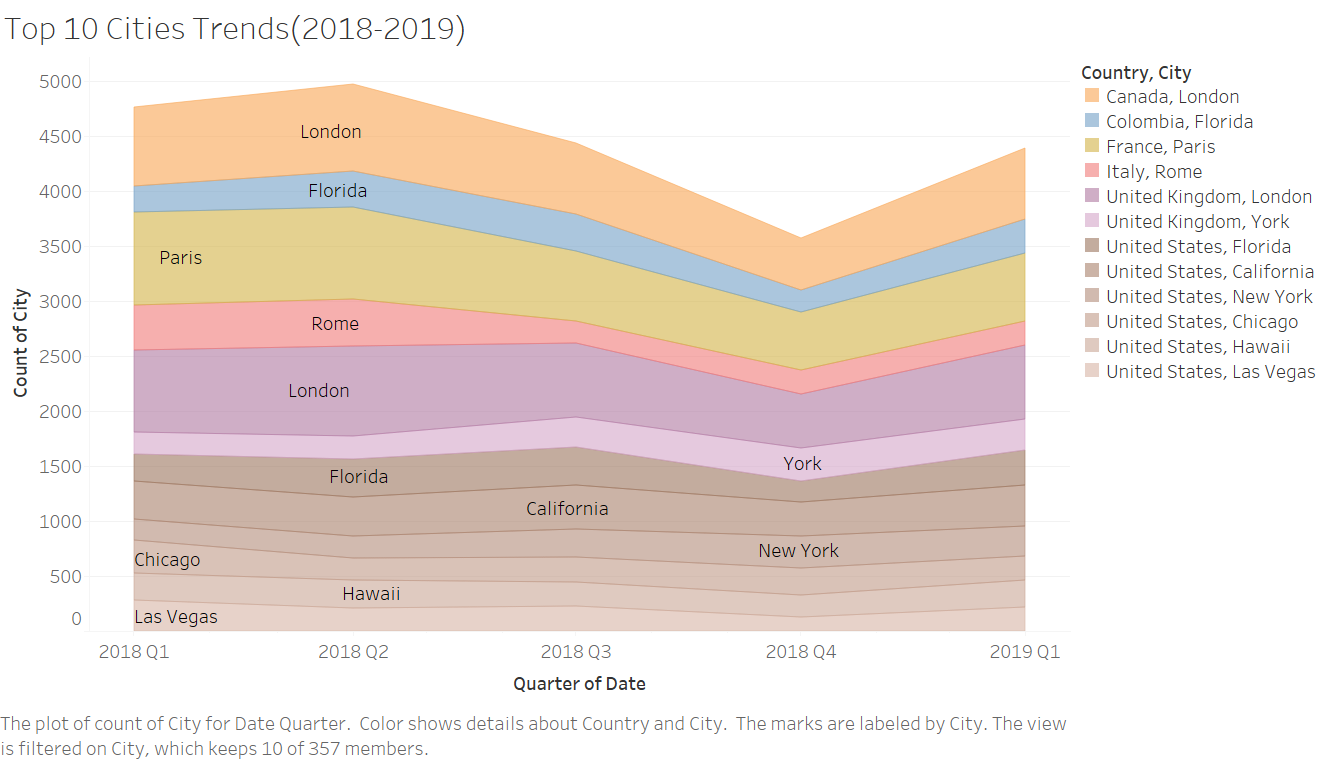 Top 10 Cities Trends(2018-2019)
Count of City
5000
4500
4000
3500
3000
2500
2000
1500
1000
500
0
London
Florida
Paris
Rome
London
York
Florida
California
New York
Chicago
Hawaii
Las Vegas
2018 Q1
2018 Q2
2018 Q3
2018 Q4
2019 Q1
Quarter of Date
Country, City
Canada, London
Colombia, Florida
France, Paris
Italy, Rome
United Kingdom, London
United Kingdom, York
United States, Florida
United States, California
United States, New York
United States, Chicago
United States, Hawaii
United States, Las Vegas
The plot of count of City for Date Quarter.  Color shows details about Country and City.  The marks are labeled by City. The view
is filtered on City, which keeps 10 of 357 members.